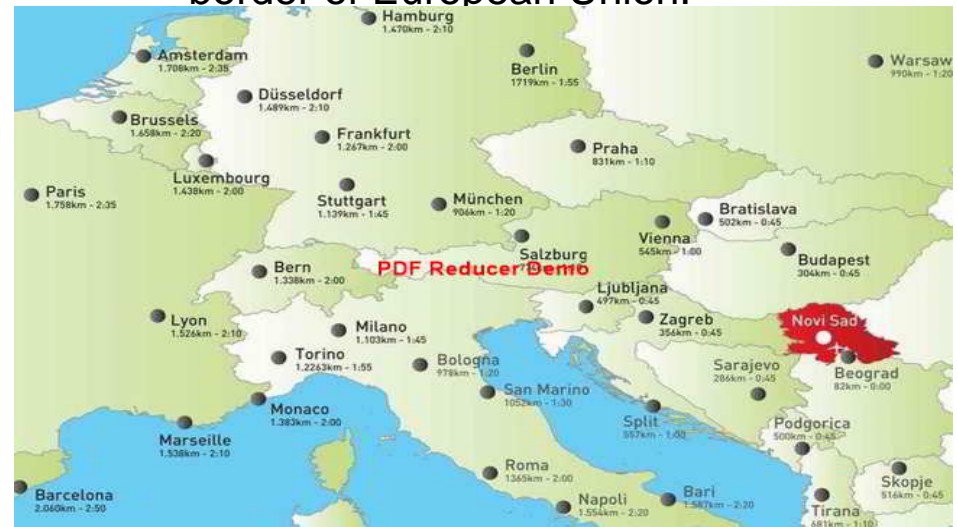 border of European Union.
Hamburg
1.470km - 2:10
Amsterdam
1.708km - 2:35
Berlin
1719km - 1:55
Warsaw
990km - 1:20
Düsseldorf
1.489km - 2:10
Brussels
1.658km - 2:20
Frankfurt
1.267km - 2:00
Praha
831km - 1:10
Luxembourg
1.438km - 2:00
Paris
1.758km - 2:35
Stuttgart
1.139km - 1:45
München
906km - 1:20
Bratislava
502km - 0:45
Vienna
545km - 1:00
Salzburg
Budapest
304km - 0:45
Bern
1.338km - 2:00
PDF Reducer Demo
Ljubljana
497km - 0:45
Lyon
1.526km - 2:10
Milano
1.103km - 1:45
Zagreb
356km - 0:45
Novi Sad
Torino
1.2263km - 1:55
Bologna
978km - 1:20
Sarajevo
286km - 0:45
Beograd
82km - 0:00
San Marino
1052km - 1:30
Monaco
1.383km - 2:00
Split
557km - 1:00
Podgorica
500km - 0:45
Marseille
1.538km - 2:10
Roma
1365km - 2:00
Skopje
516km - 0:45
Barcelona
2.060km - 2:50
Napoli
1.554km - 2:20
Bari
1.587km - 2:20
Tirana
681km - 1:10